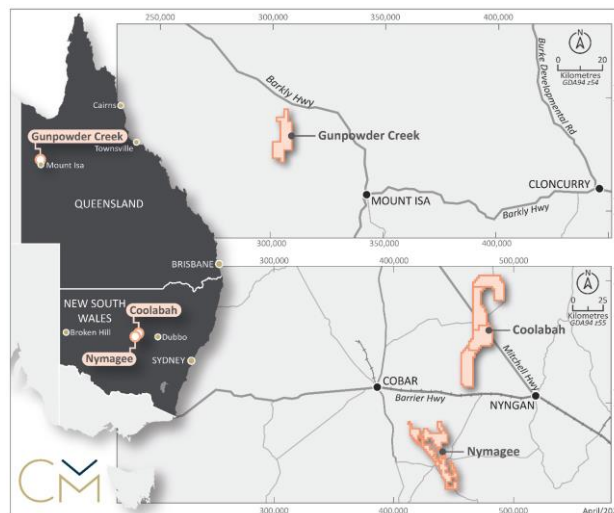 250,000
300,000
350,000
400,000
Barkly Hwy
Burke Developmental Rd
N
0 20
Kilometres
GDA94 z54
Cairns
Gunpowder Creek
Townsville
Mount Isa
Gunpowder Creek
QUEENSLAND
MOUNT ISA
CLONCURRY
Barkly Hwy
300,000
350,000
400,000
BRISBANE
400,000
500,000
N
0 25
Kilometres
GDA94 z55
NEW SOUTH
WALES
Coolabah
Broken Hill
Dubbo
Nymagee
SYDNEY
Coolabah
Mitchell Hwy
COBAR
Barrier Hwy
NYNGAN
Nymagee
CM
300,000
400,000
500,000